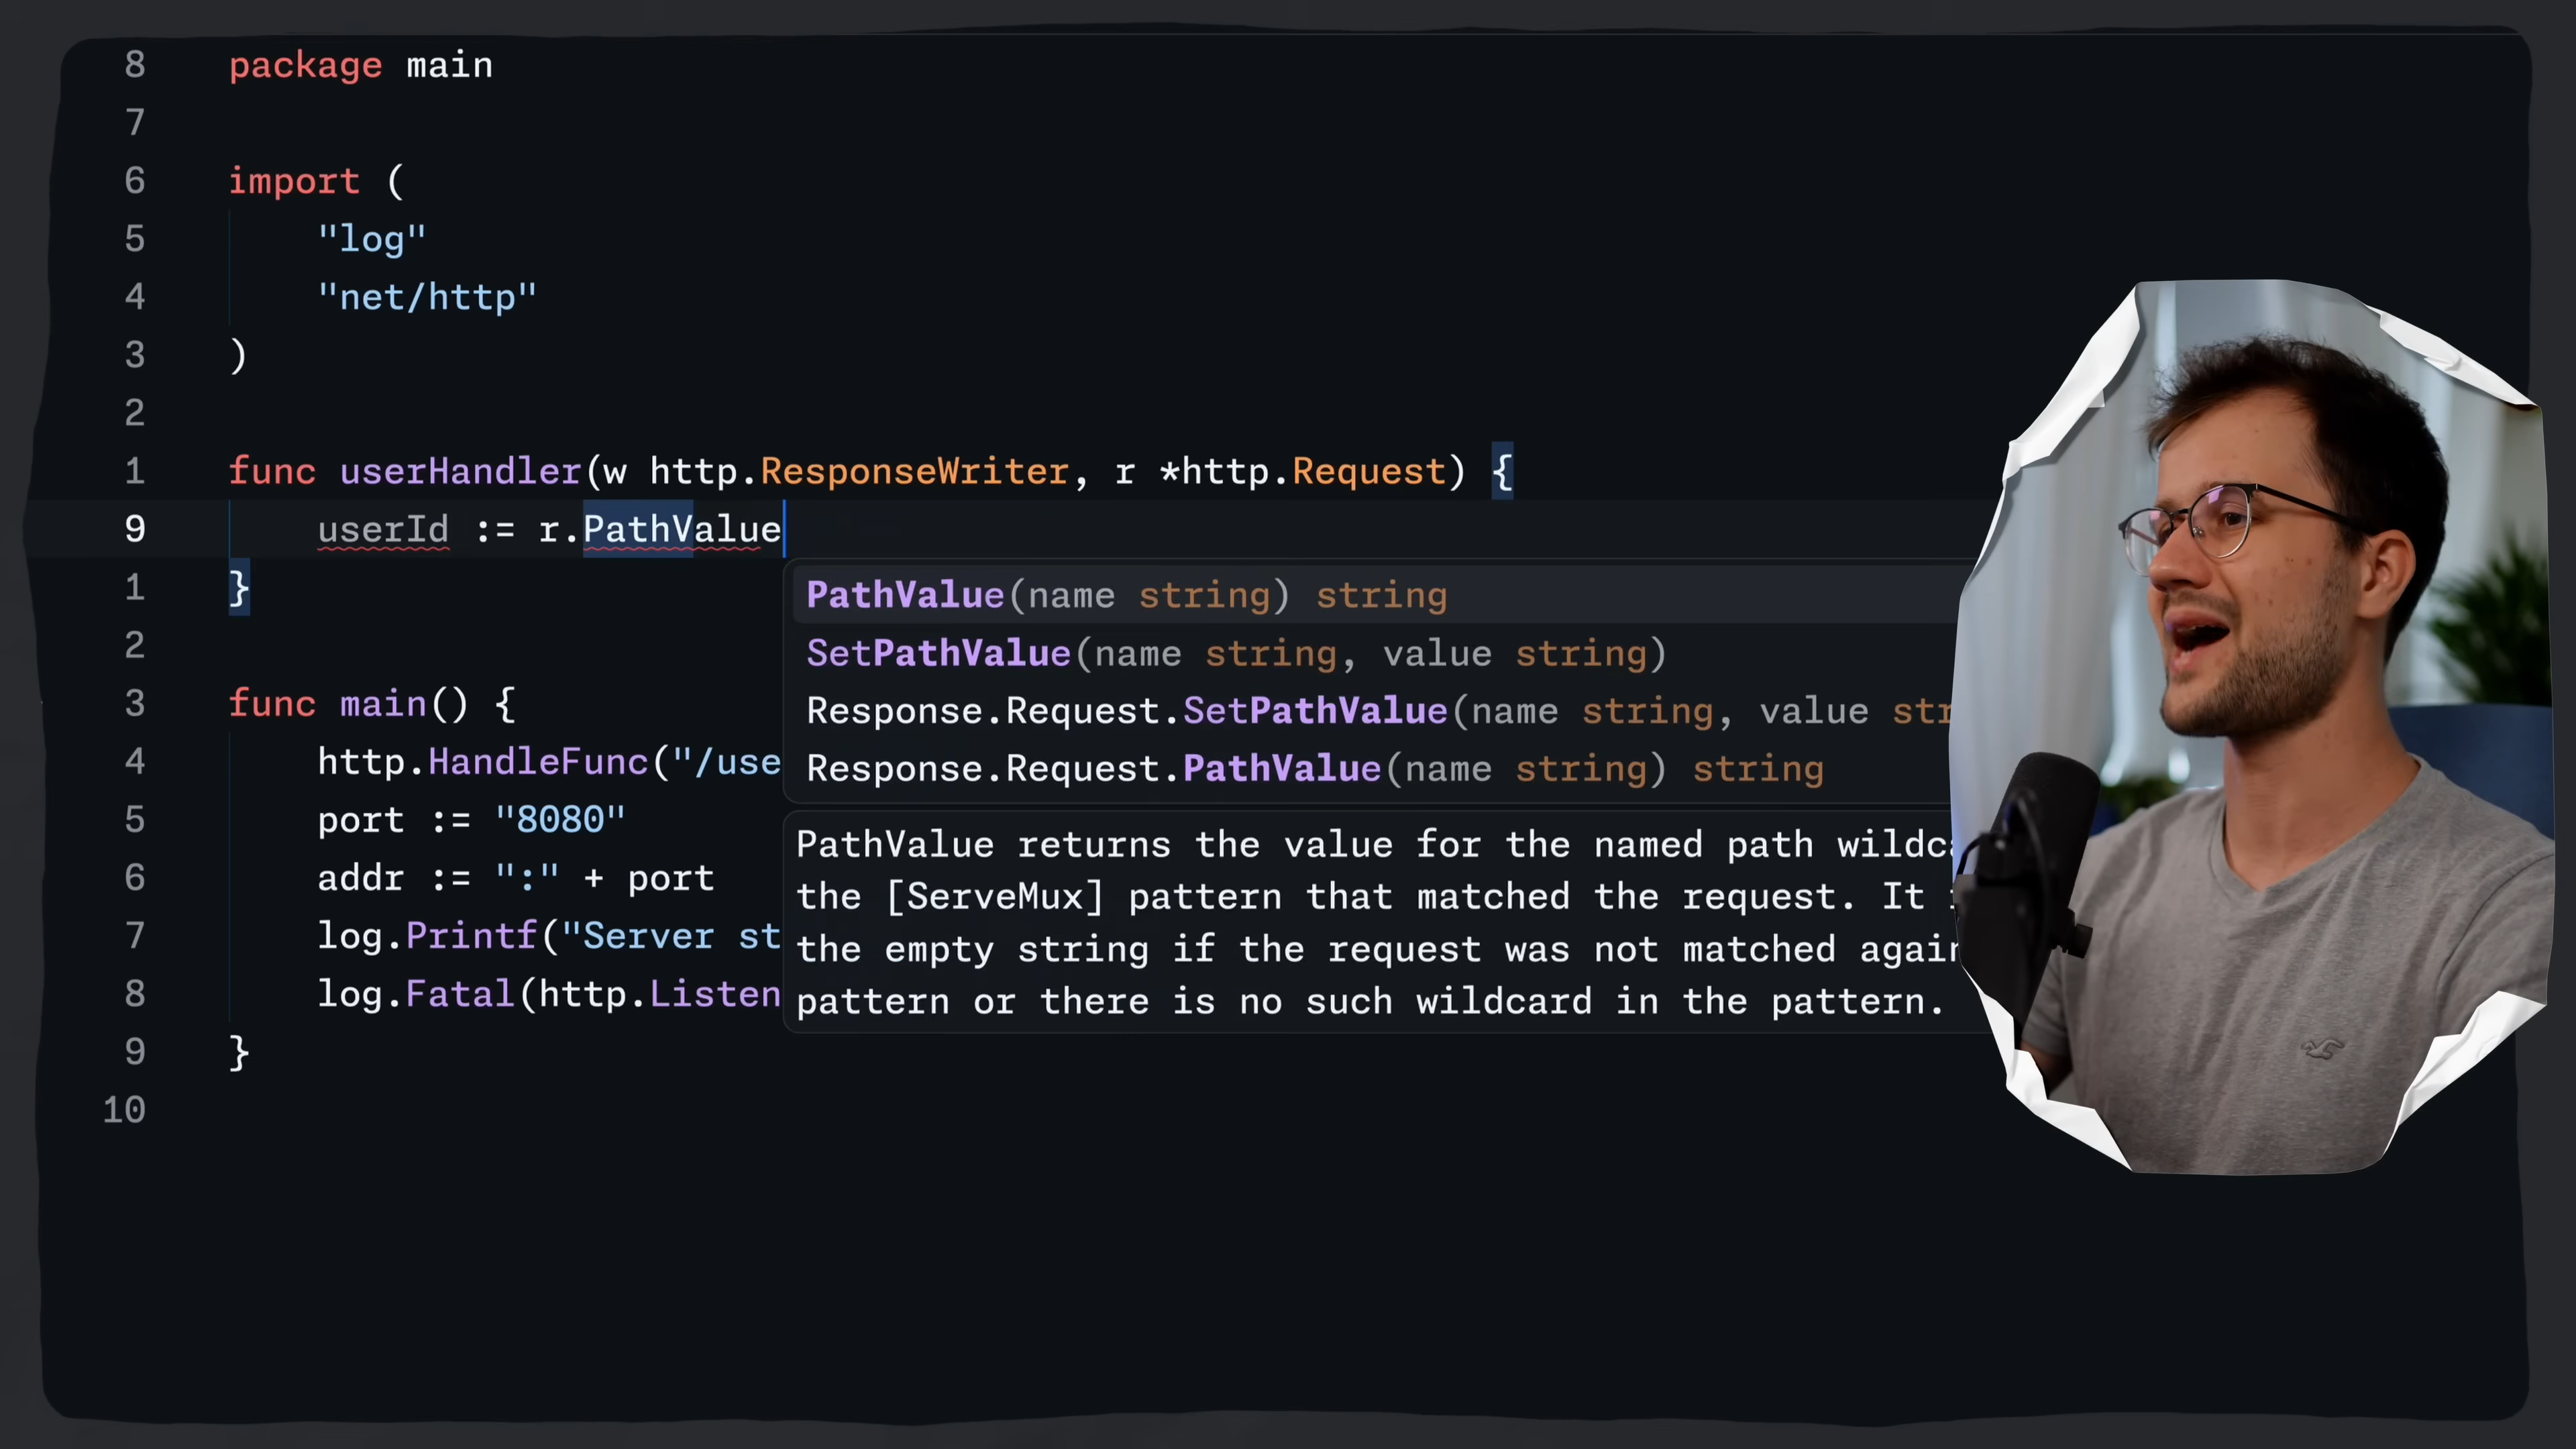 8 package main
7
6 import (
5 "log"
4 "net/http"
3 )
2
1 func userHandler(w http.ResponseWriter, r *http.Request) {
9 userId := r.PathValue
PathValue(name string) string
1 }
SetPathValue(name string, value string)
2
Response.Request.SetPathValue(name string, value
3 func main() {
Response.Request.PathValue(name string) string
4 http.HandleFunc("/use
PathValue returns the value for the named path
5 port := "8080"
the [ServeMux] pattern that matched the request. It
6 addr := ":" + port
the empty string if the request was not matched
7 log.Printf("Server st
pattern or there is no such wildcard in the pattern.
8 log.Fatal(http.Listen
9 }
10